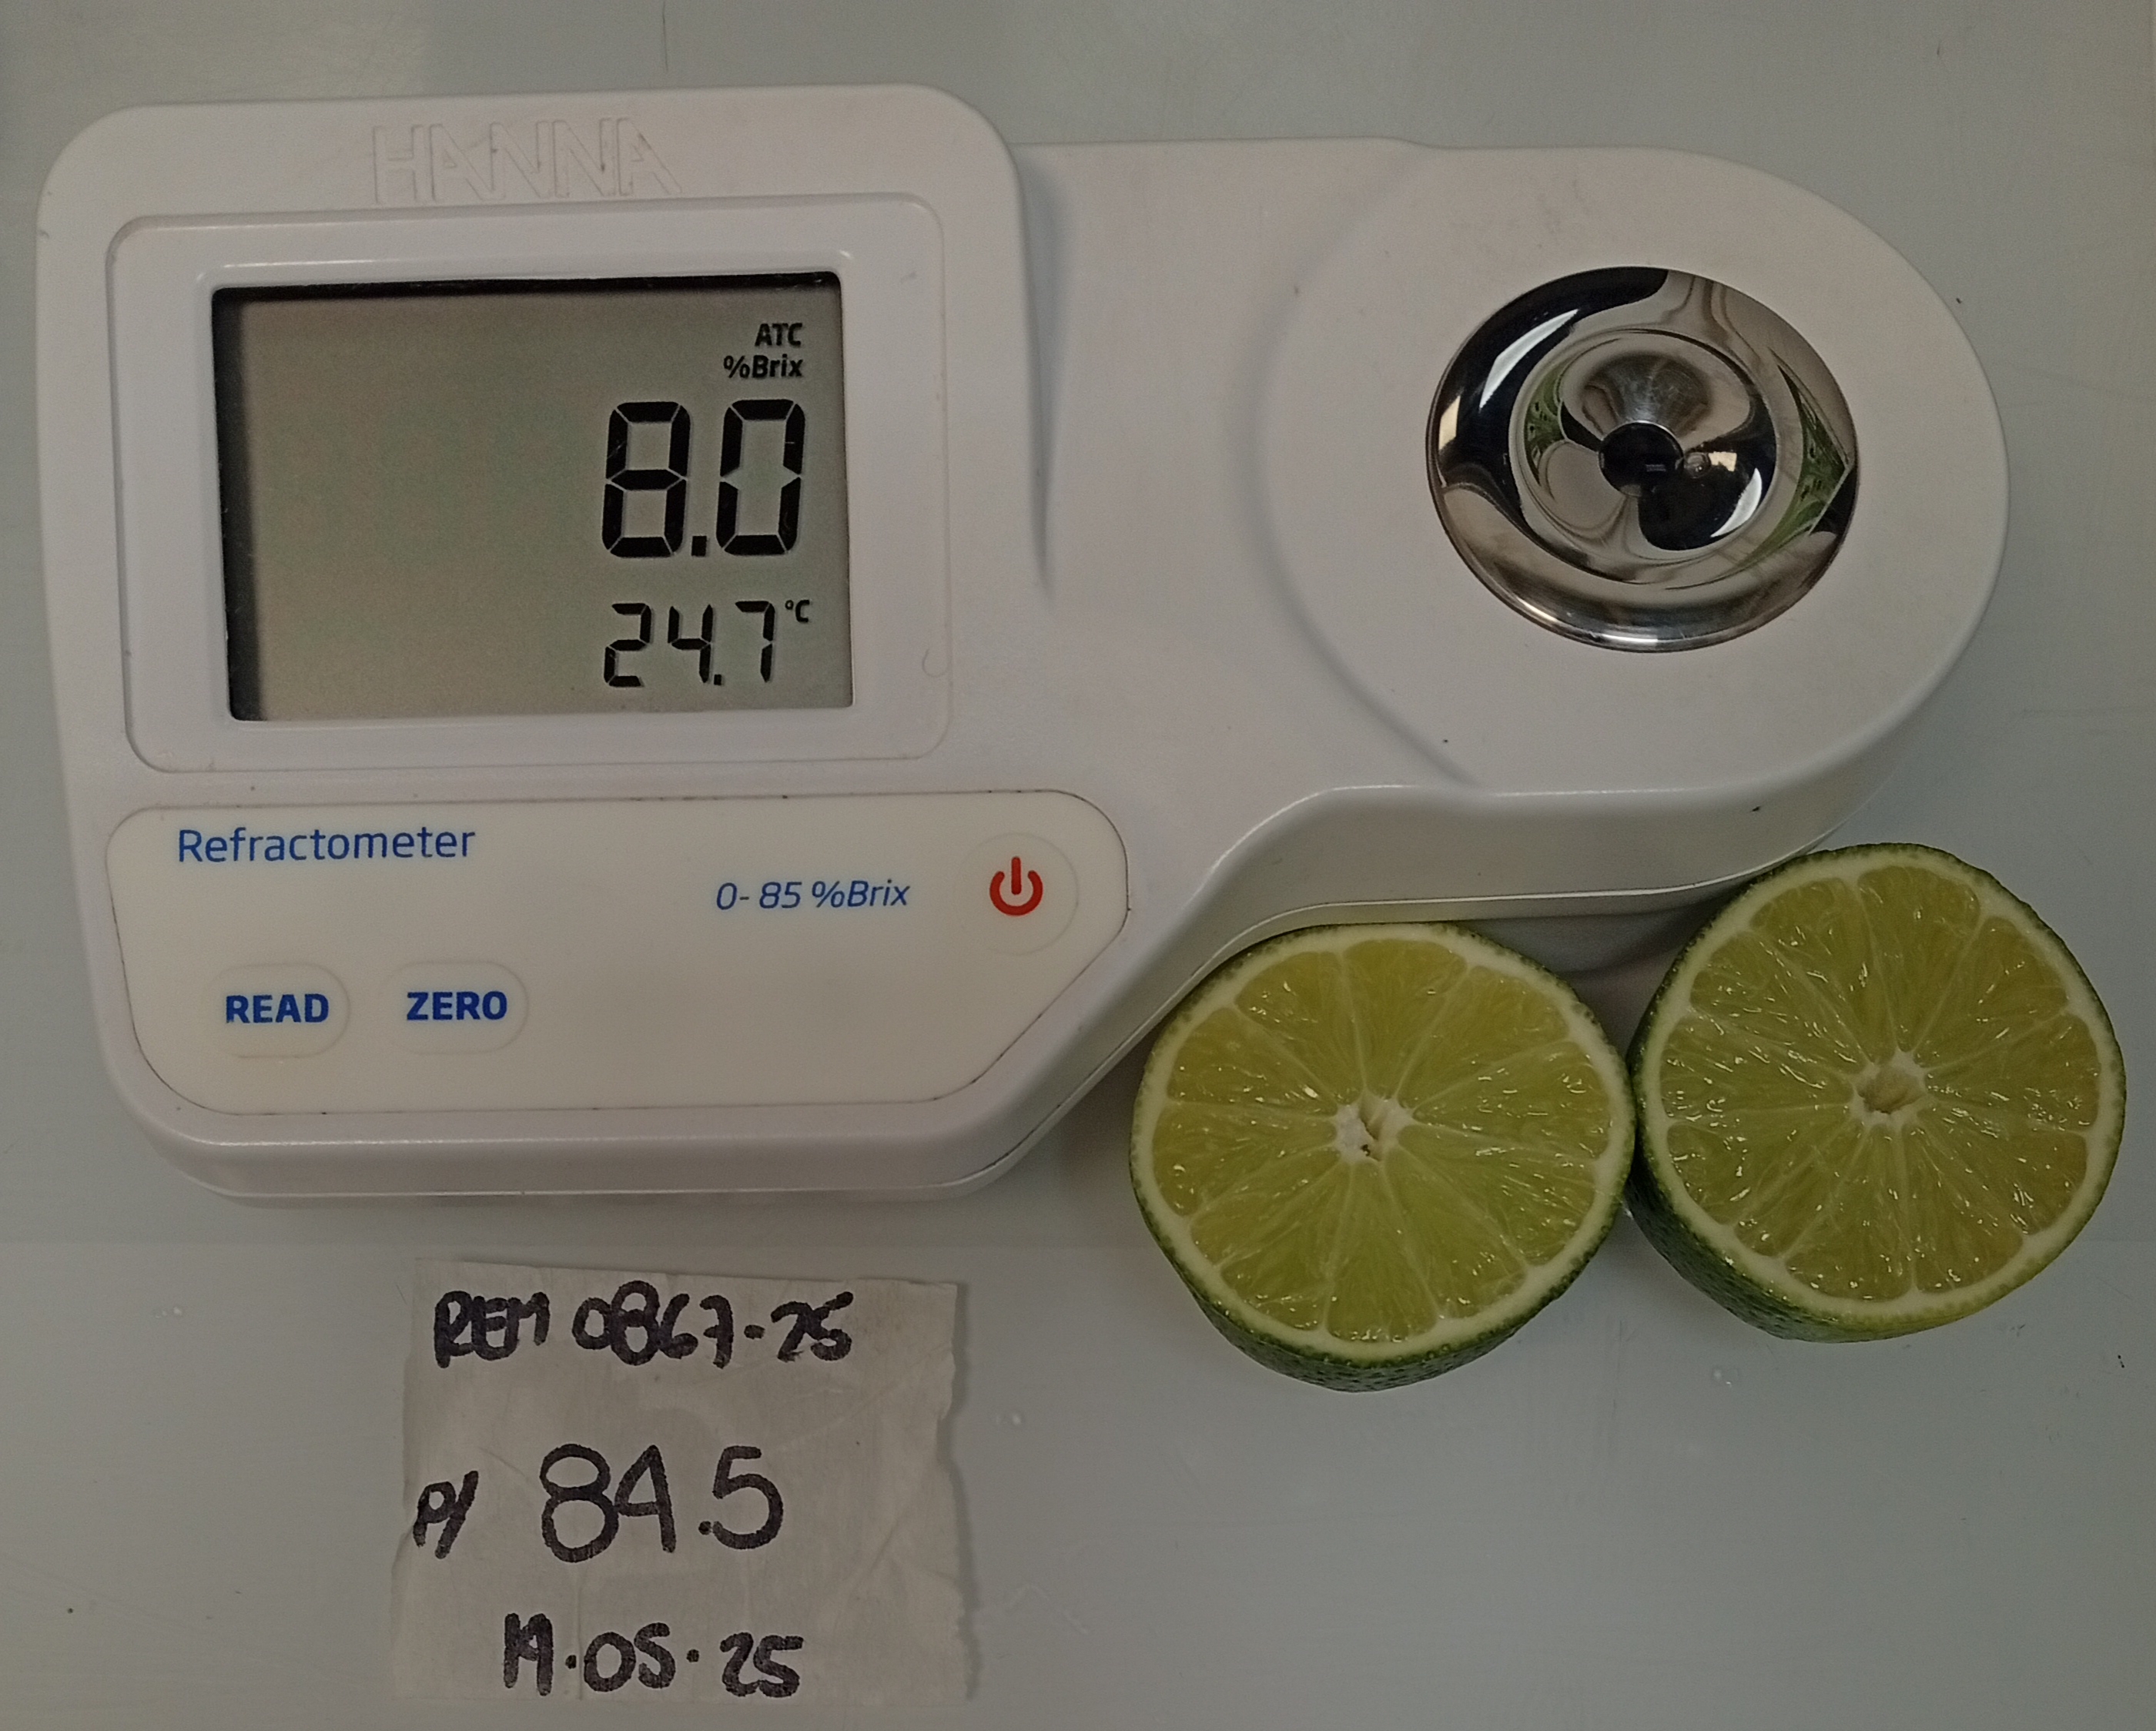 HANNA
ATC
%Brix
8.0
24.7 °C
Refractometer
0-85 %Brix
READ
ZERO
REM 0867-25
P/ 84.5
19.05.25